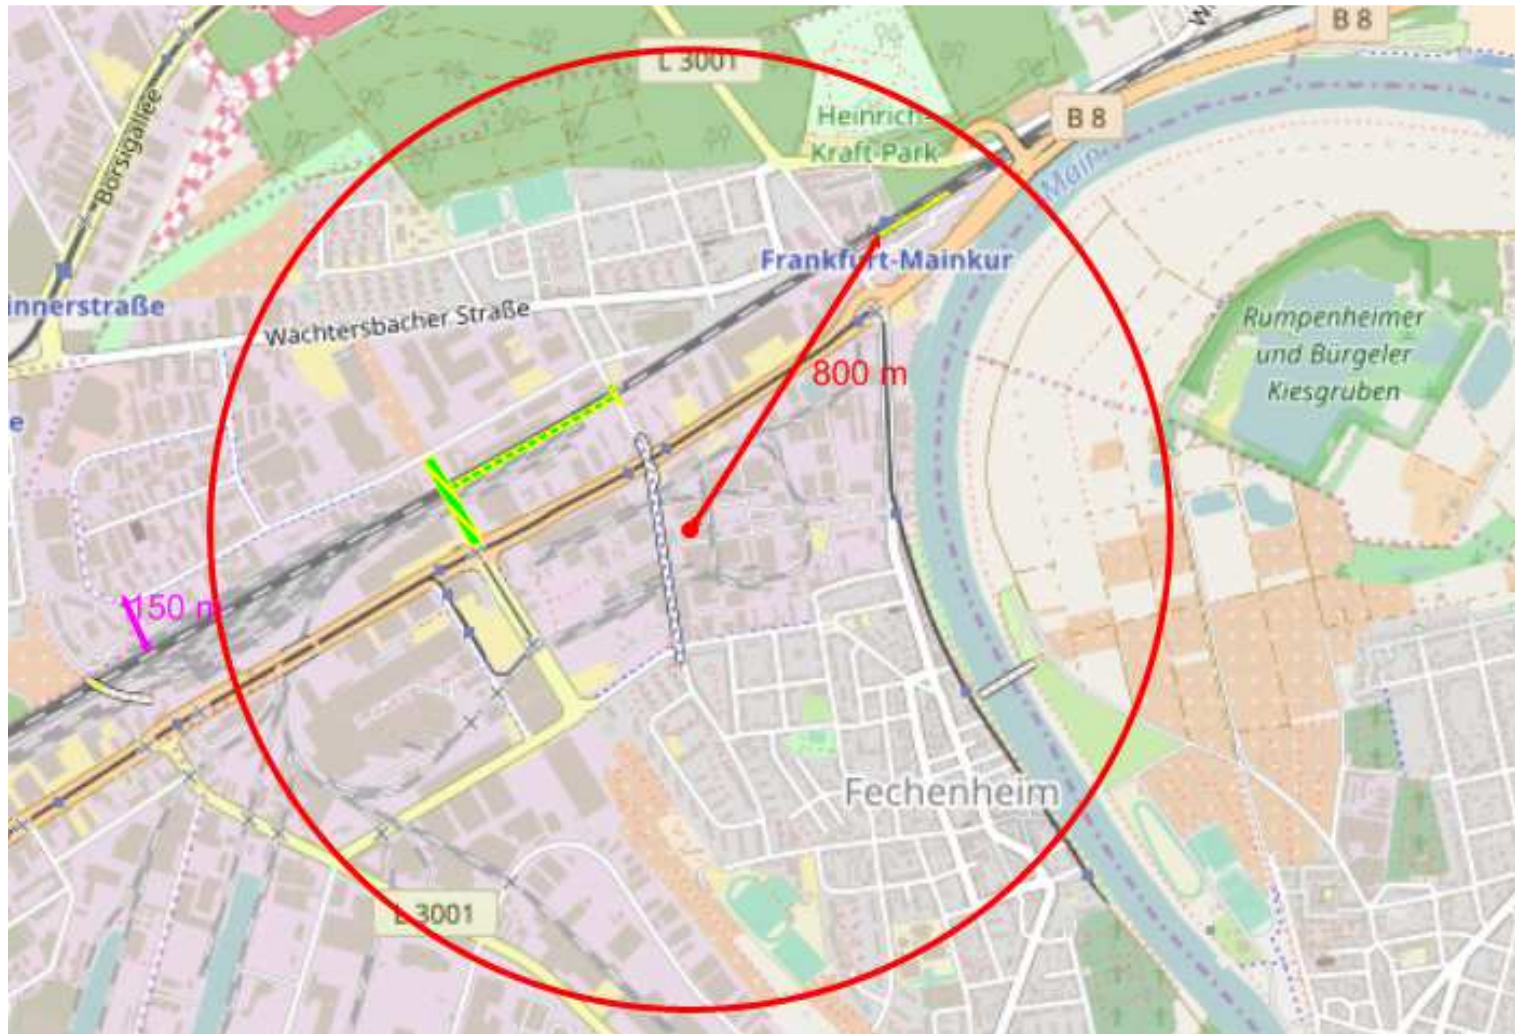 B 8
L 3001
Borsigallee
Heinrich-
Kraft-Park
B 8
Main
Frankfurt-Mainkur
innerstraße
Wachtersbacher Straße
Rumpenheimer
und Bürgeler
Kiesgruben
800 m
e
150 m
Fechenheim
L 3001